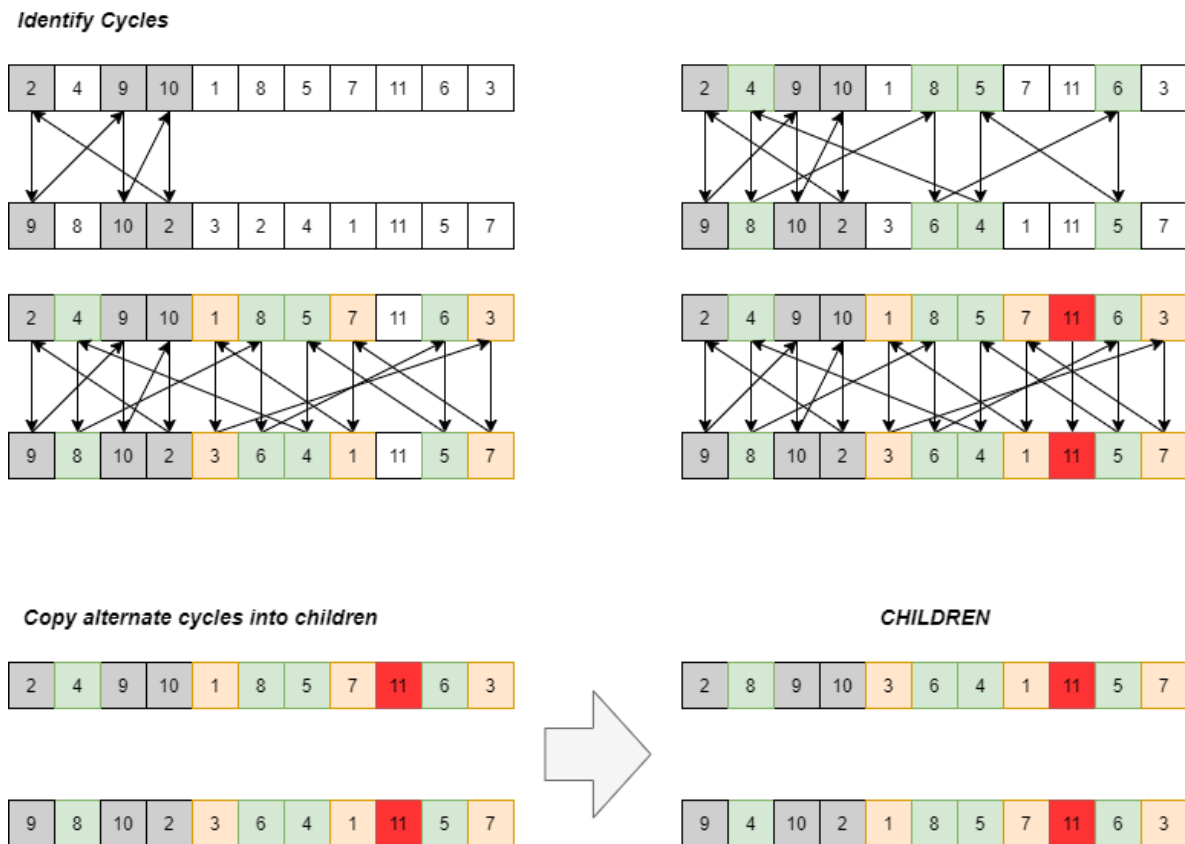 Identify Cycles
2 4 9 10 1 8 5 7 11 6 3
9 8 10 2 3 2 4 1 11 5 7
2 4 9 10 1 8 5 7 11 6 3
9 8 10 2 3 6 4 1 11 5 7
2 4 9 10 1 8 5 7 11 6 3
9 8 10 2 3 6 4 1 11 5 7
2 4 9 10 1 8 5 7 11 6 3
9 8 10 2 3 6 4 1 11 5 7
Copy alternate cycles into children
2 4 9 10 1 8 5 7 11 6 3
9 8 10 2 3 6 4 1 11 5 7
CHILDREN
2 8 9 10 3 6 4 1 11 5 7
9 4 10 2 1 8 5 7 11 6 3